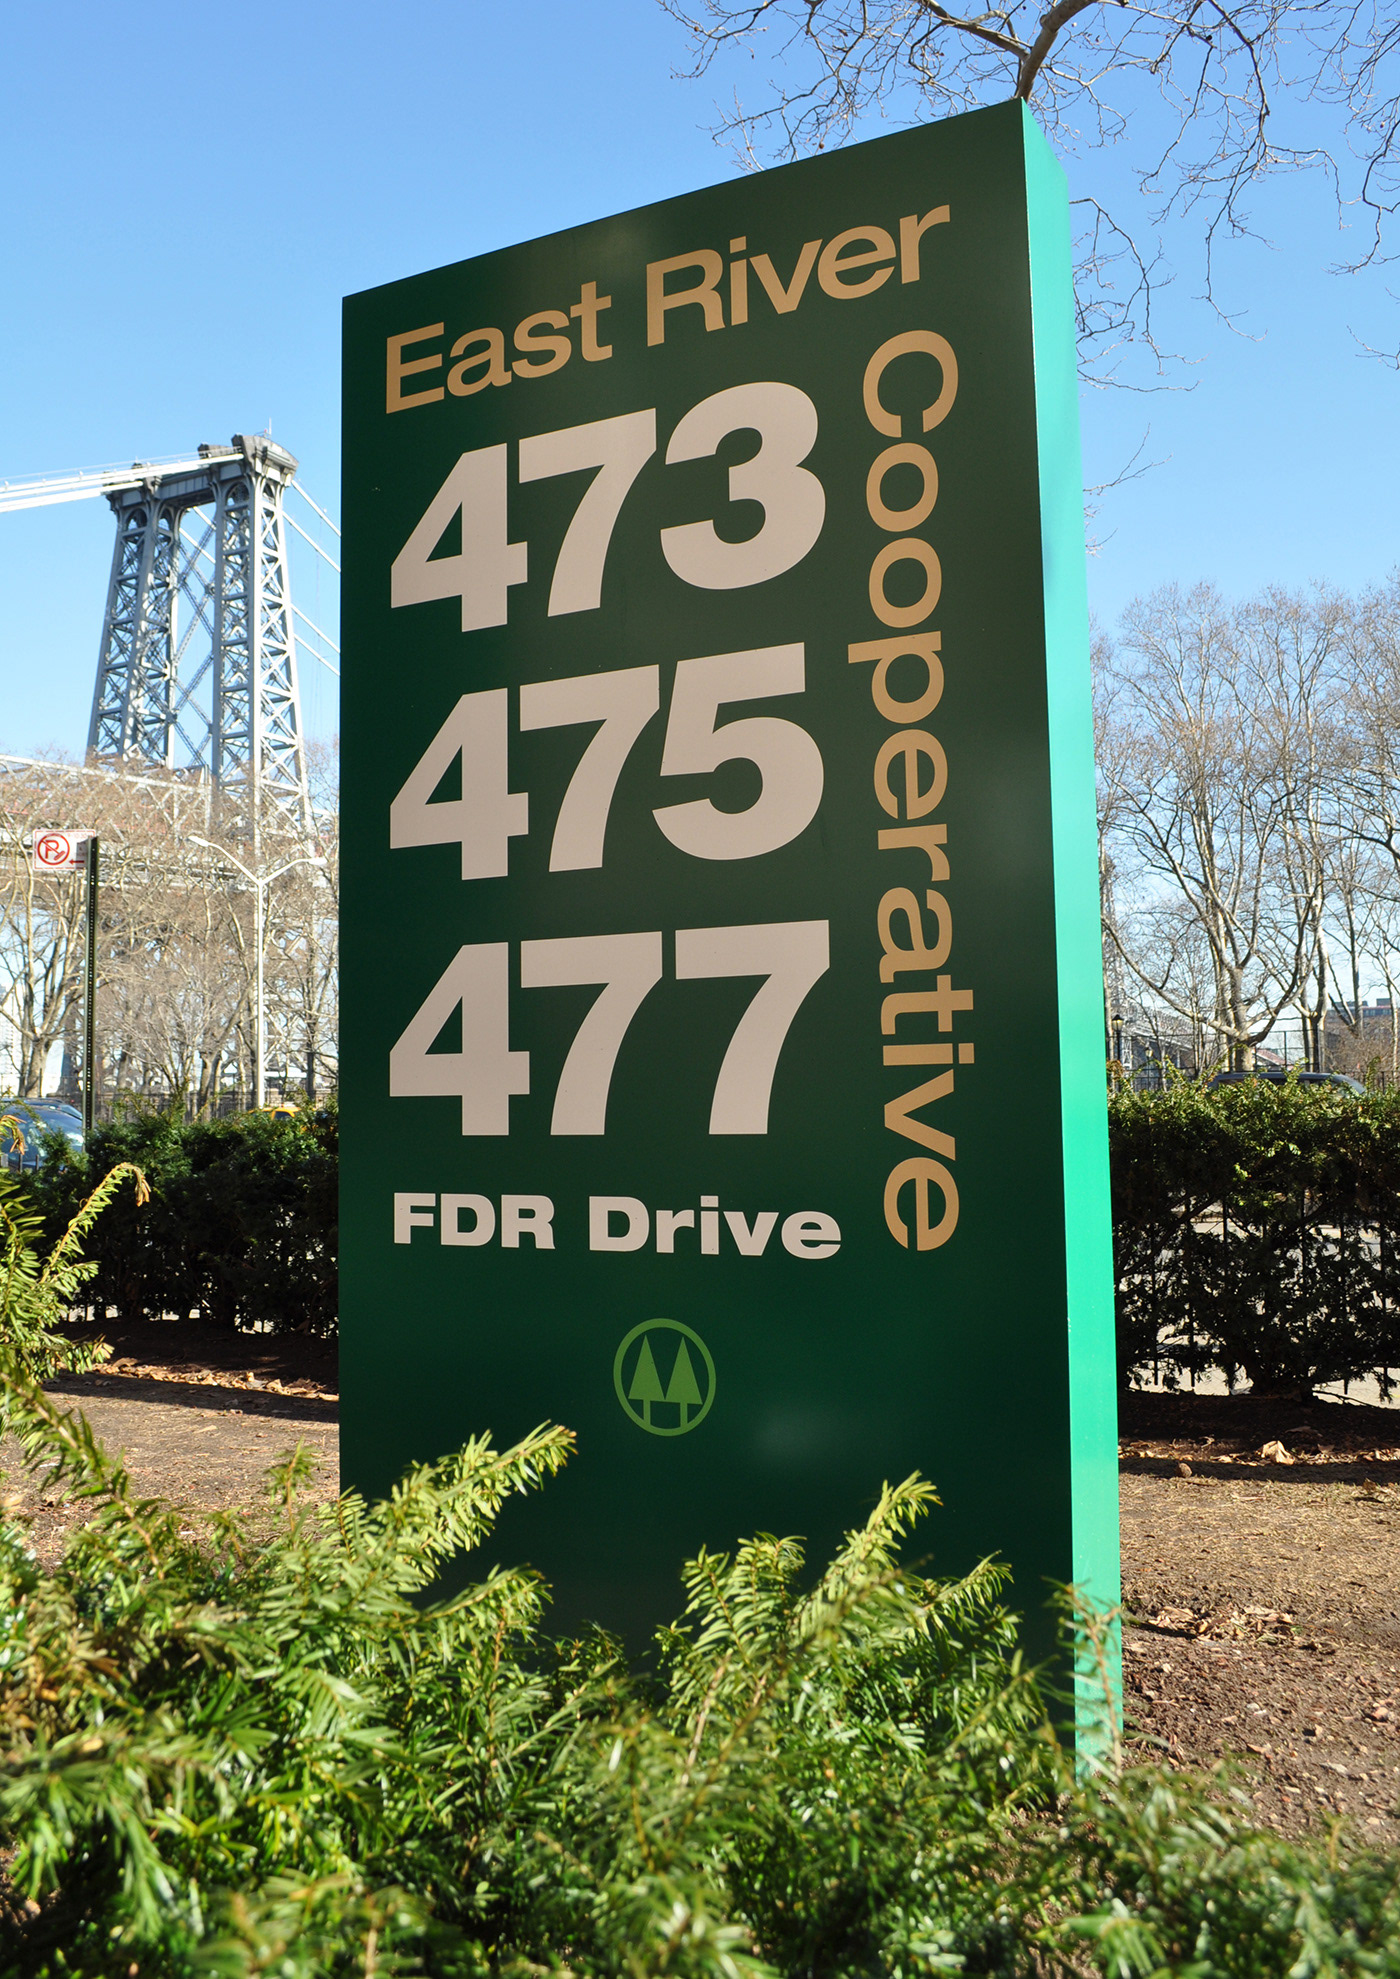 East River
Cooperative
473
475
477
FDR Drive